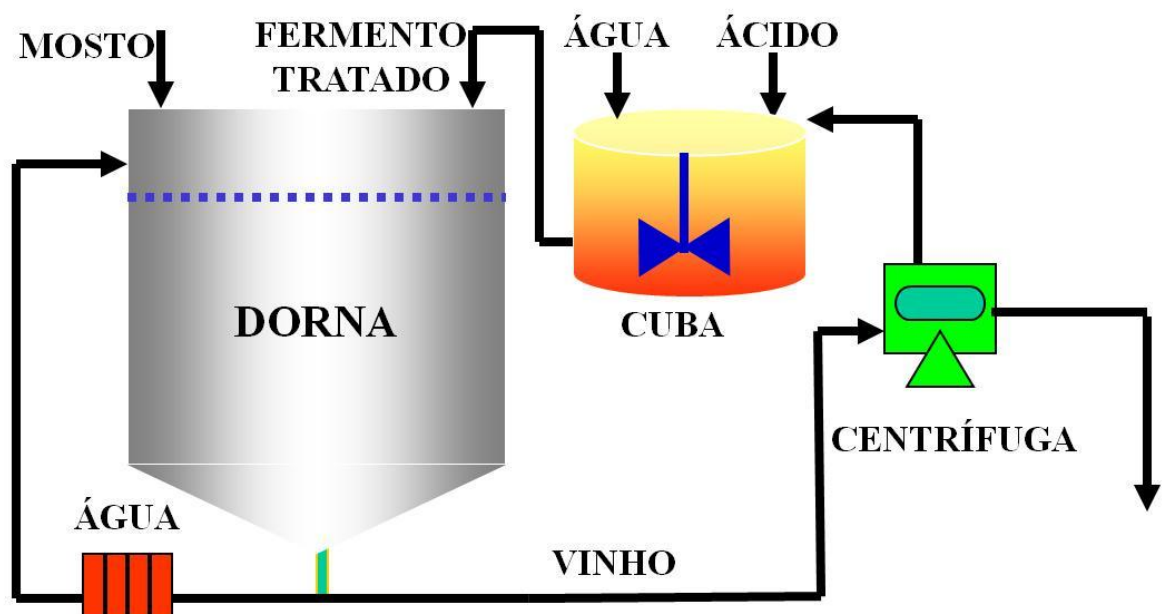 MOSTO
FERMENTO
TRATADO
ÁGUA
ÁCIDO
DORNA
CUBA
CENTRÍFUGA
ÁGUA
VINHO